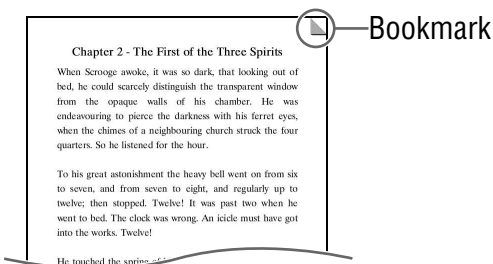 Bookmark
Chapter 2 - The First of the Three Spirits
When Scrooge awoke, it was so dark, that looking out of
bed, he could scarcely distinguish the transparent window
from the opaque walls of his chamber. He was
endeavouring to pierce the darkness with his ferret eyes,
when the chimes of a neighbouring church struck the four
quarters. So he listened for the hour.
To his great astonishment the heavy bell went on from six
to seven, and from seven to eight, and regularly up to
twelve; then stopped. Twelve! It was past two when he
went to bed. The clock was wrong. An icicle must have got
into the works. Twelve!
He touched the spring of